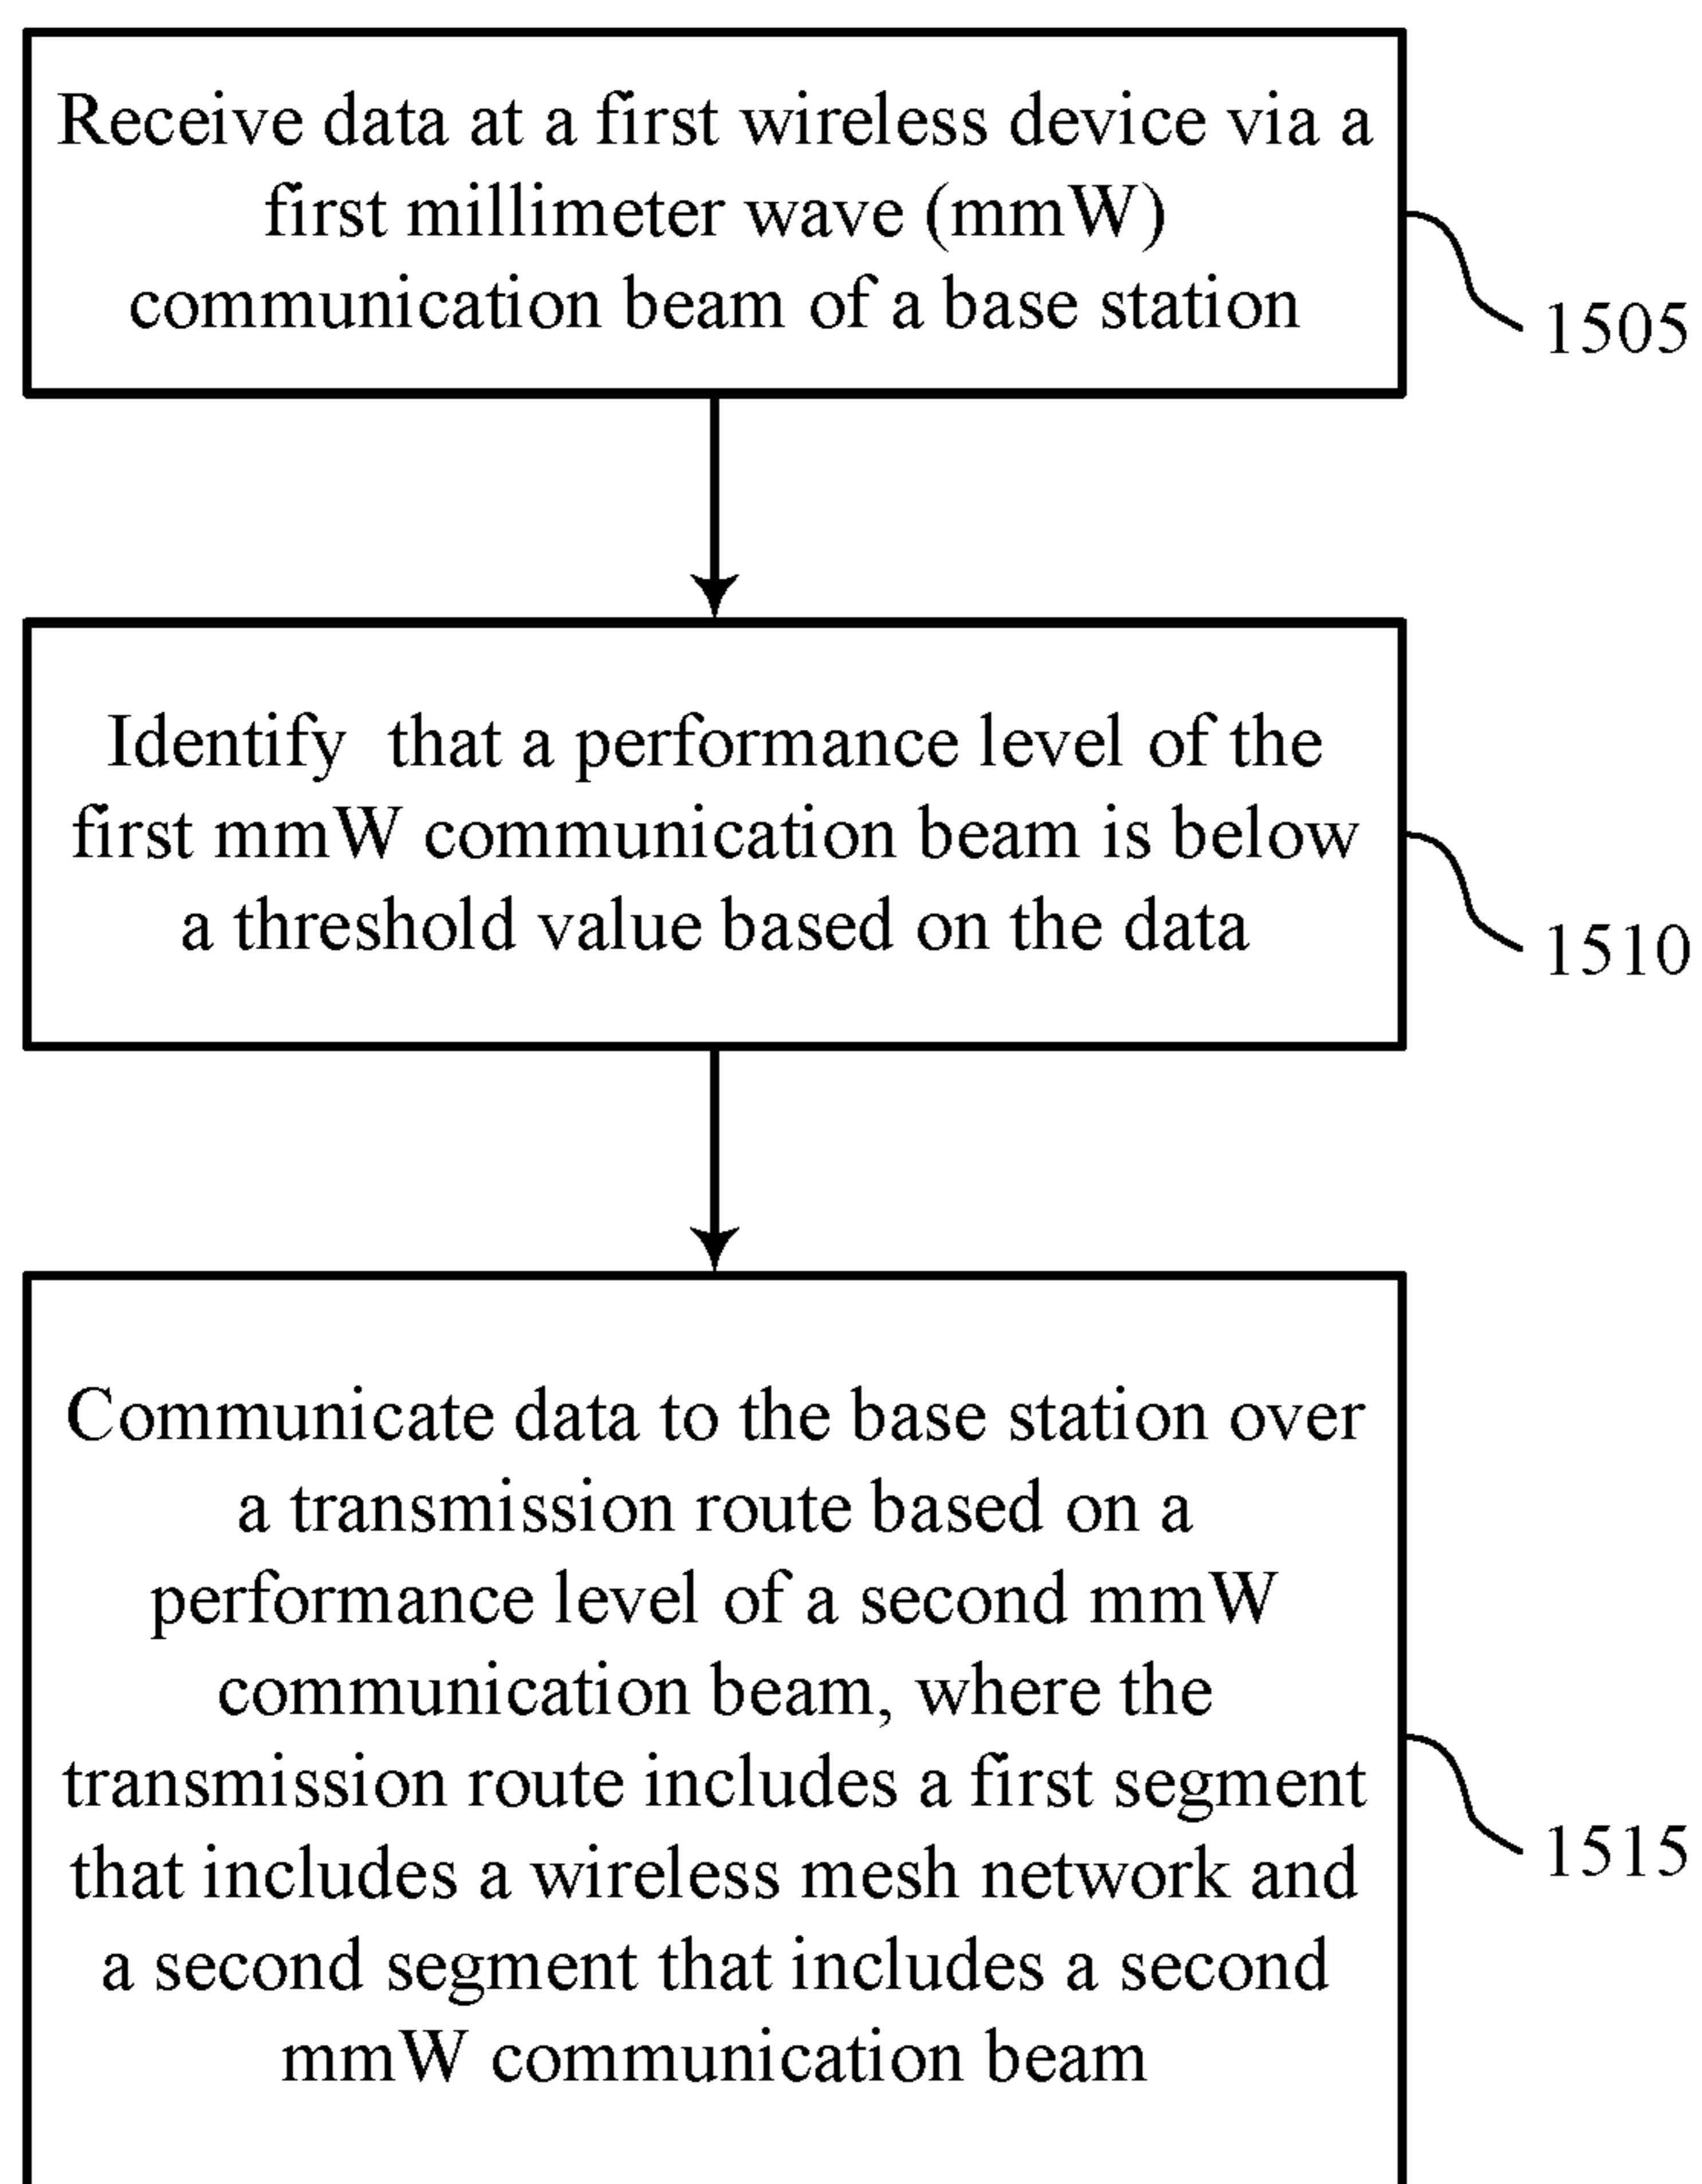 Receive data at a first wireless device via a
first millimeter wave (mmW)
communication beam of a base station
1505
Identify that a performance level of the
first mmW communication beam is below
a threshold value based on the data
1510
Communicate data to the base station over
a transmission route based on a
performance level of a second mmW
communication beam, where the
transmission route includes a first segment
that includes a wireless mesh network and
a second segment that includes a second
mmW communication beam
1515